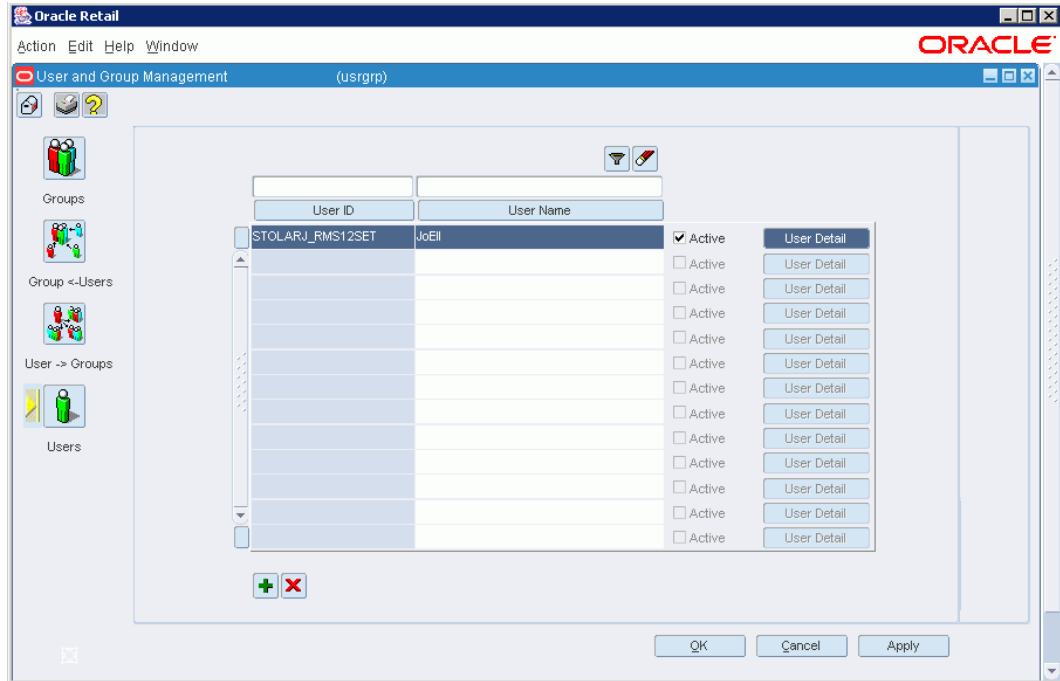 Oracle Retail
Action Edit Help Window
ORACLE
User and Group Management (usrgrp)
Groups
Group <-Users
User -> Groups
Users
User ID User Name
STOLARJ_RMS12SET JoEll Active User Detail
Active User Detail
Active User Detail
Active User Detail
Active User Detail
Active User Detail
Active User Detail
Active User Detail
Active User Detail
Active User Detail
Active User Detail
Active User Detail
Active User Detail
OK Cancel Apply